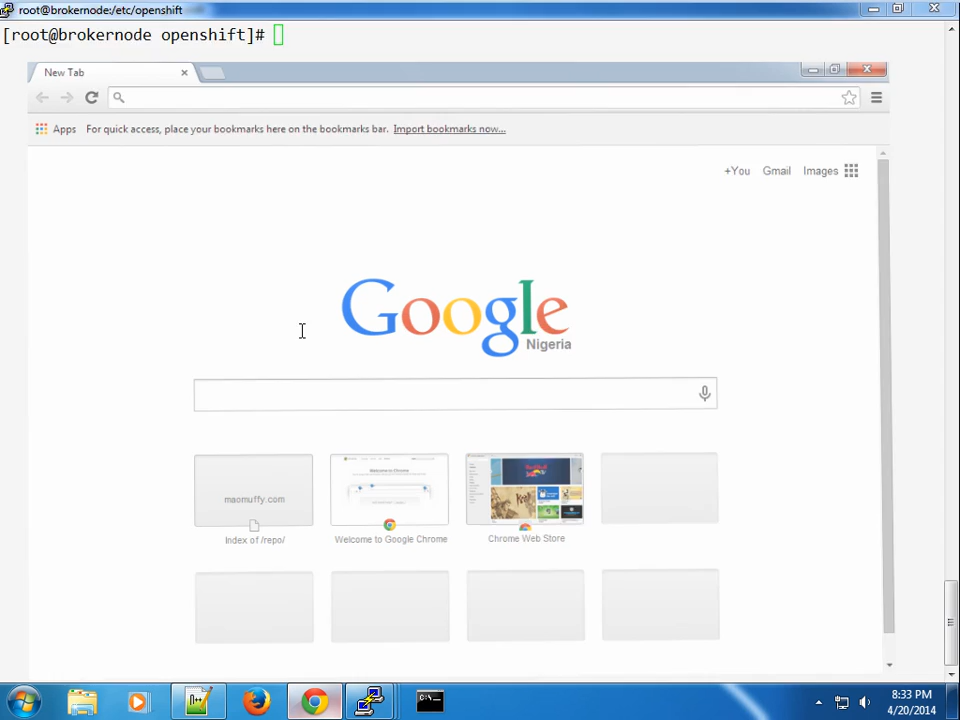 root@brokernode:/etc/openshift
[root@brokernode openshift]#
New Tab
Apps For quick access, place your bookmarks here on the bookmarks bar. Import bookmarks now...
+You Gmail Images
Google
Nigeria
maomuffy.com
Index of /repo/
Welcome to Google Chrome
Chrome Web Store
8:33 PM
4/20/2014